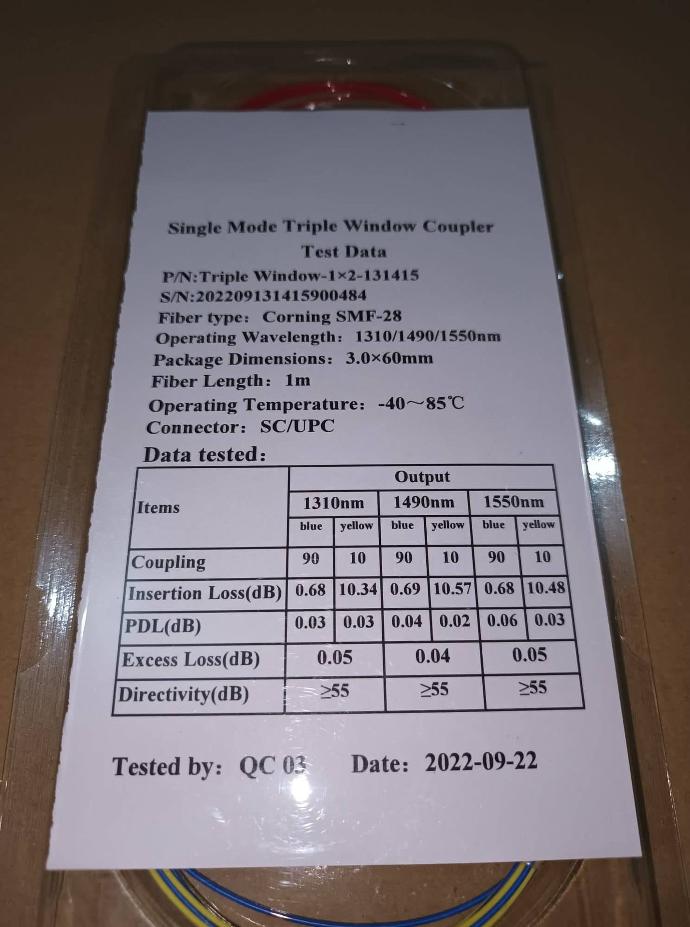 Single Mode Triple Window Coupler
Test Data
P/N:Triple Window-1×2-131415
S/N:202209131415900484
Fiber type： Corning SMF-28
Operating Wavelength： 1310/1490/1550nm
Package Dimensions： 3.0×60mm
Fiber Length： 1m
Operating Temperature： -40～85℃
Connector： SC/UPC
Data tested：
Output
Items 1310nm 1490nm 1550nm
blue yellow blue yellow blue yellow
Coupling 90 10 90 10 90 10
Insertion Loss(dB) 0.68 10.34 0.69 10.57 0.68 10.48
PDL(dB) 0.03 0.03 0.04 0.02 0.06 0.03
Excess Loss(dB) 0.05 0.04 0.05
Directivity(dB) ≥55 ≥55 ≥55
Tested by： QC 03 Date： 2022-09-22